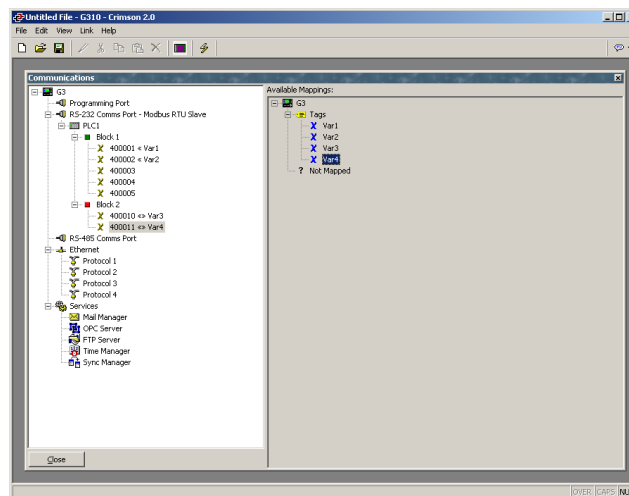 Untitled File - G310 - Crimson 2.0
File Edit View Link Help
Communications
G3
Programming Port
RS-232 Comms Port - Modbus RTU Slave
PLC1
Block 1
400001 « Var1
400002 « Var2
400003
400004
400005
Block 2
400010 «» Var3
400011 «» Var4
RS-485 Comms Port
Ethernet
Protocol 1
Protocol 2
Protocol 3
Protocol 4
Services
Mail Manager
OPC Server
FTP Server
Time Manager
Sync Manager
Close
Available Mappings:
G3
Tags
Var1
Var2
Var3
Var4
? Not Mapped
OVER CAPS NU